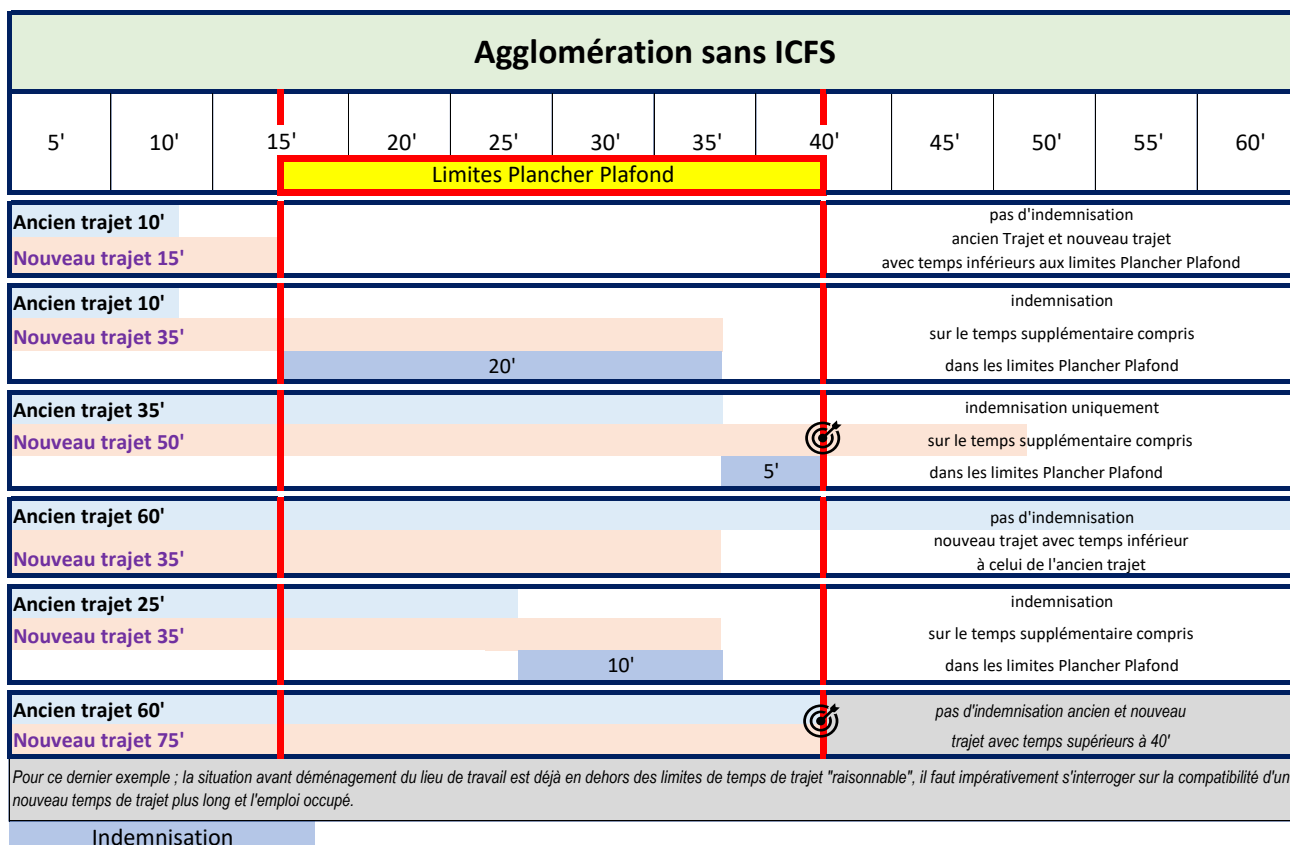 Agglomération sans ICFS
5' 10' 15' 20' 25' 30' 35' 40' 45' 50' 55' 60'
Limites Plancher Plafond
Ancien trajet 10'
Nouveau trajet 15'
pas d'indemnisation
ancien Trajet et nouveau trajet
avec temps inférieurs aux limites Plancher Plafond
Ancien trajet 10'
Nouveau trajet 35'
20'
indemnisation
sur le temps supplémentaire compris
dans les limites Plancher Plafond
Ancien trajet 35'
Nouveau trajet 50'
5'
indemnisation uniquement
sur le temps supplémentaire compris
dans les limites Plancher Plafond
Ancien trajet 60'
Nouveau trajet 35'
pas d'indemnisation
nouveau trajet avec temps inférieur
à celui de l'ancien trajet
Ancien trajet 25'
Nouveau trajet 35'
10'
indemnisation
sur le temps supplémentaire compris
dans les limites Plancher Plafond
Ancien trajet 60'
Nouveau trajet 75'
pas d'indemnisation ancien et nouveau
trajet avec temps supérieurs à 40'
Pour ce dernier exemple ; la situation avant déménagement du lieu de travail est déjà en dehors des limites de temps de trajet "raisonnable", il faut impérativement s'interroger sur la compatibilité d'un
nouveau temps de trajet plus long et l'emploi occupé.
Indemnisation